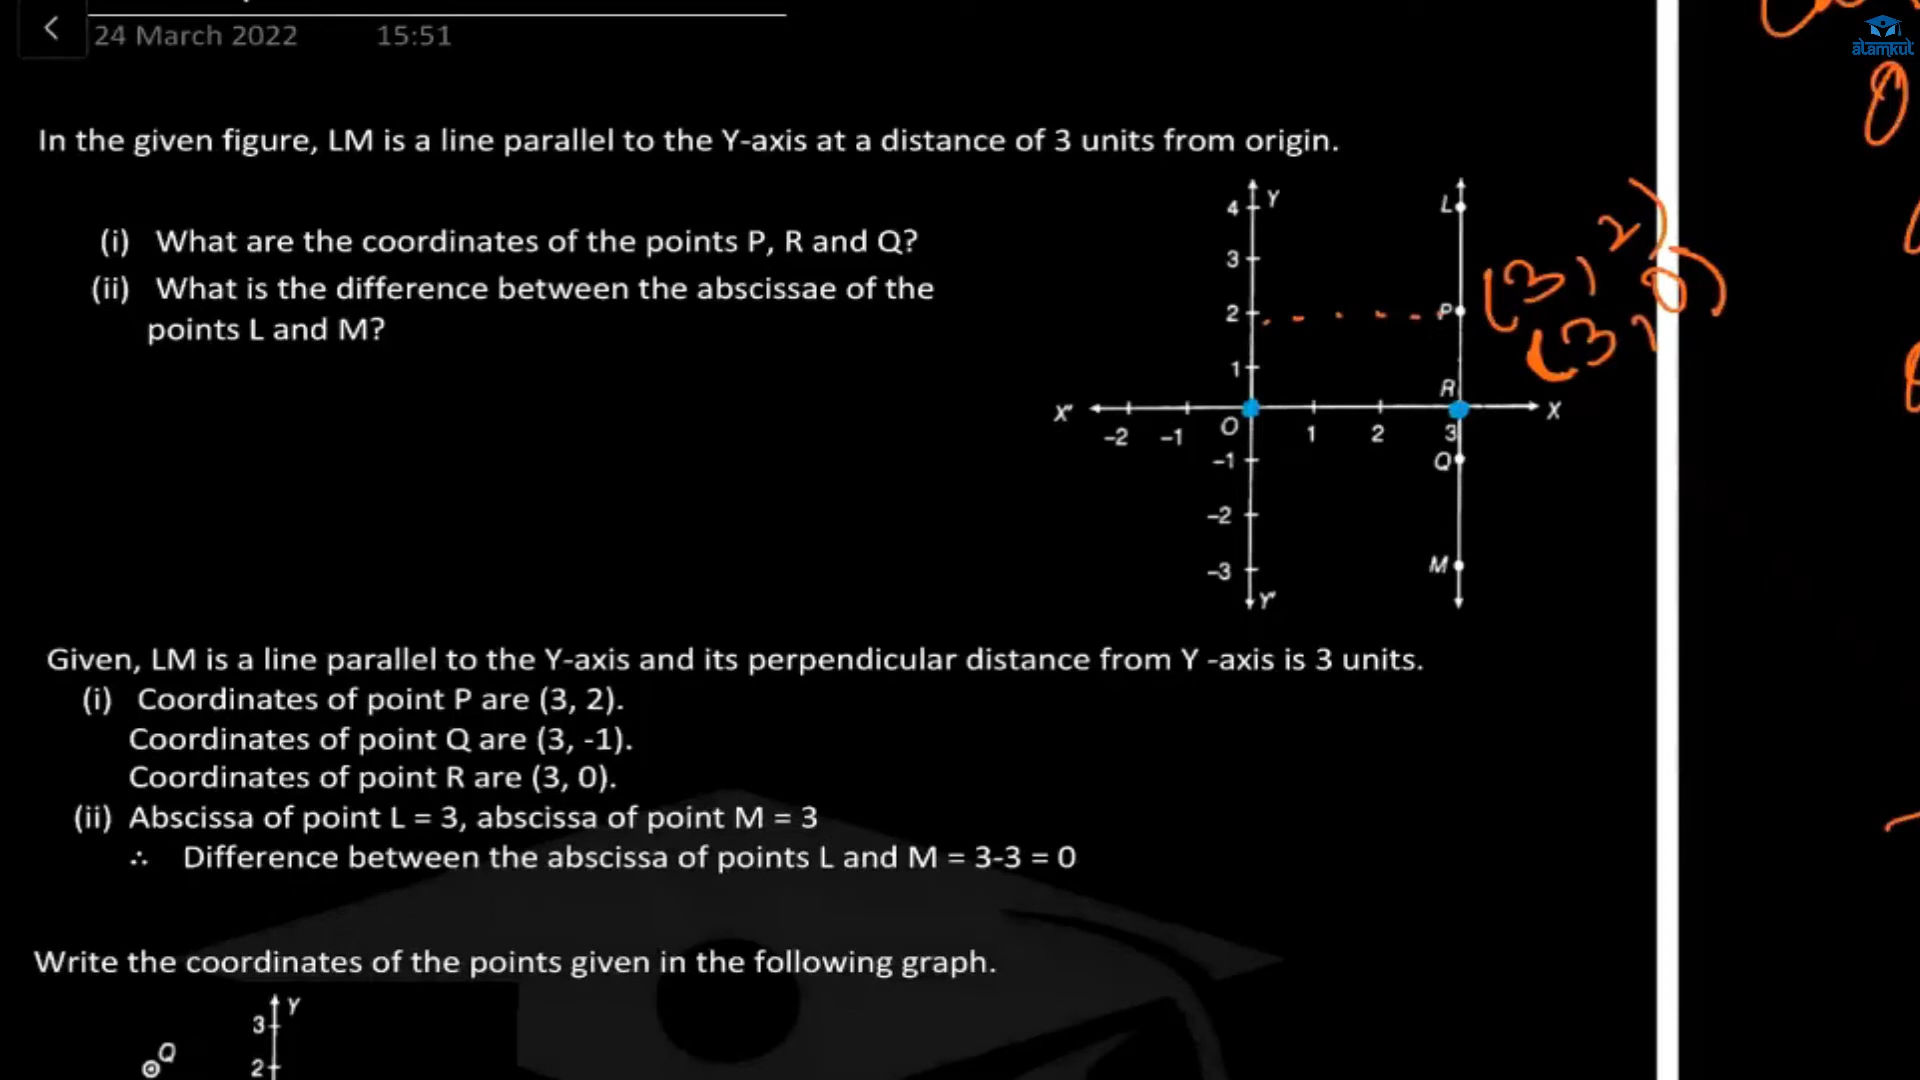 24 March 2022 15:51
alamkut
In the given figure, LM is a line parallel to the Y-axis at a distance of 3 units from origin.
(i) What are the coordinates of the points P, R and Q?
(ii) What is the difference between the abscissae of the
points L and M?
Y
4
3
2
1
O
-1
-2
-3
Y'
X'
-2 -1 1 2 3
X
L
P
R
Q
M
(3, 2)
(3, 0)
Given, LM is a line parallel to the Y-axis and its perpendicular distance from Y -axis is 3 units.
(i) Coordinates of point P are (3, 2).
Coordinates of point Q are (3, -1).
Coordinates of point R are (3, 0).
(ii) Abscissa of point L = 3, abscissa of point M = 3
∴ Difference between the abscissa of points L and M = 3-3 = 0
Write the coordinates of the points given in the following graph.
Y
3
Q
2